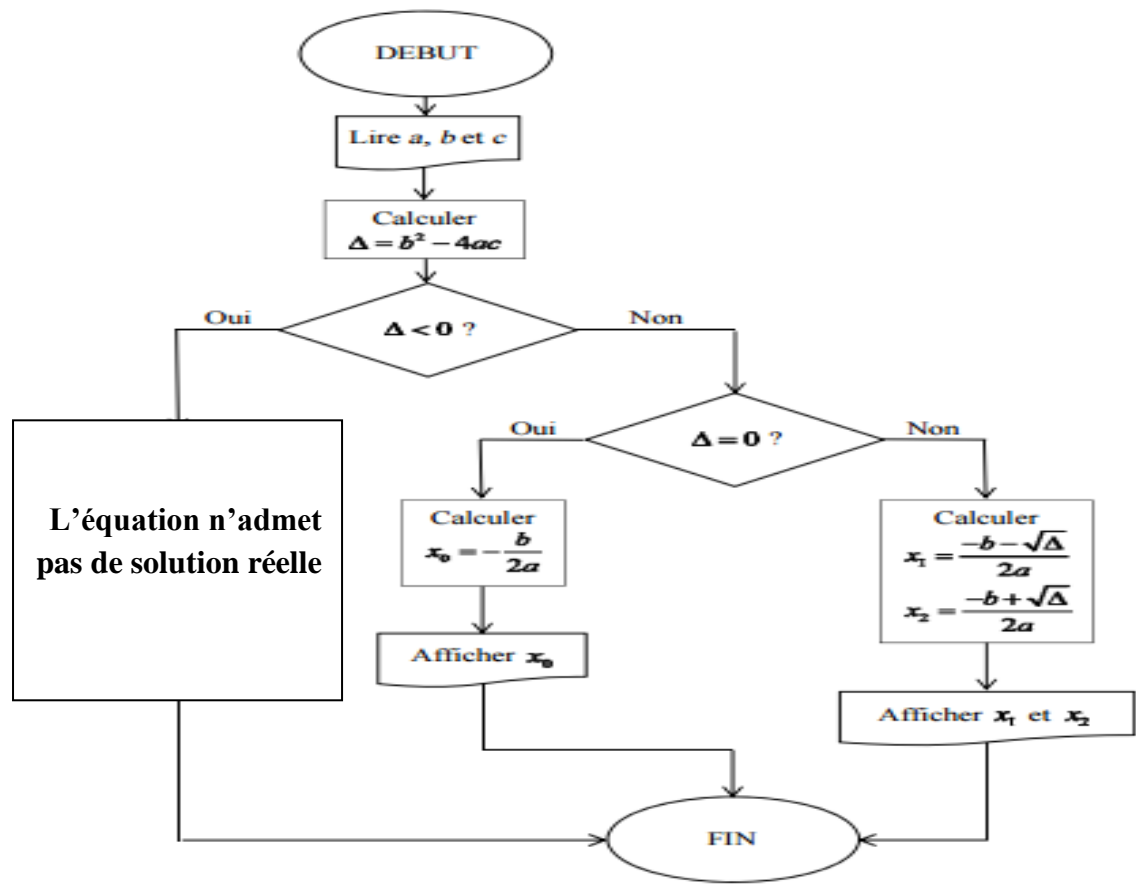 DEBUT
Lire a, b et c
Calculer
Δ = b² − 4ac
Oui
Δ < 0 ?
Non
Oui
Δ = 0 ?
Non
L’équation n’admet
pas de solution réelle
Calculer
x₀ = −b/2a
Afficher x₀
Calculer
x₁ = (−b − √Δ)/2a
x₂ = (−b + √Δ)/2a
Afficher x₁ et x₂
FIN